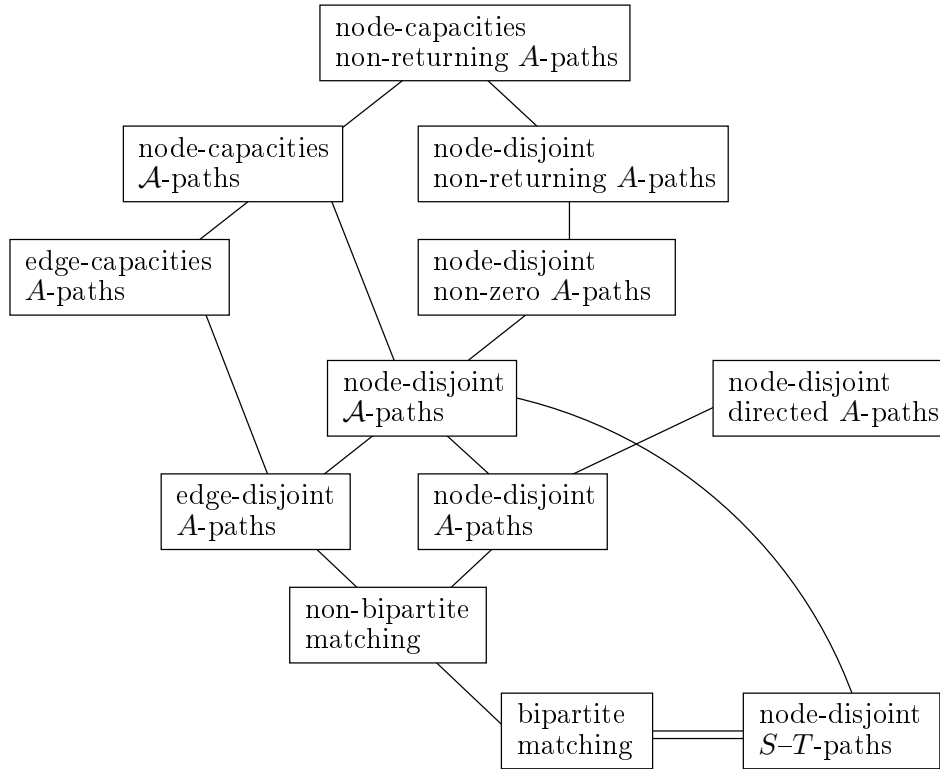 node-capacities
non-returning A-paths
node-capacities
𝒜-paths
node-disjoint
non-returning A-paths
edge-capacities
A-paths
node-disjoint
non-zero A-paths
node-disjoint
𝒜-paths
node-disjoint
directed A-paths
edge-disjoint
A-paths
node-disjoint
A-paths
non-bipartite
matching
bipartite
matching
node-disjoint
S–T-paths